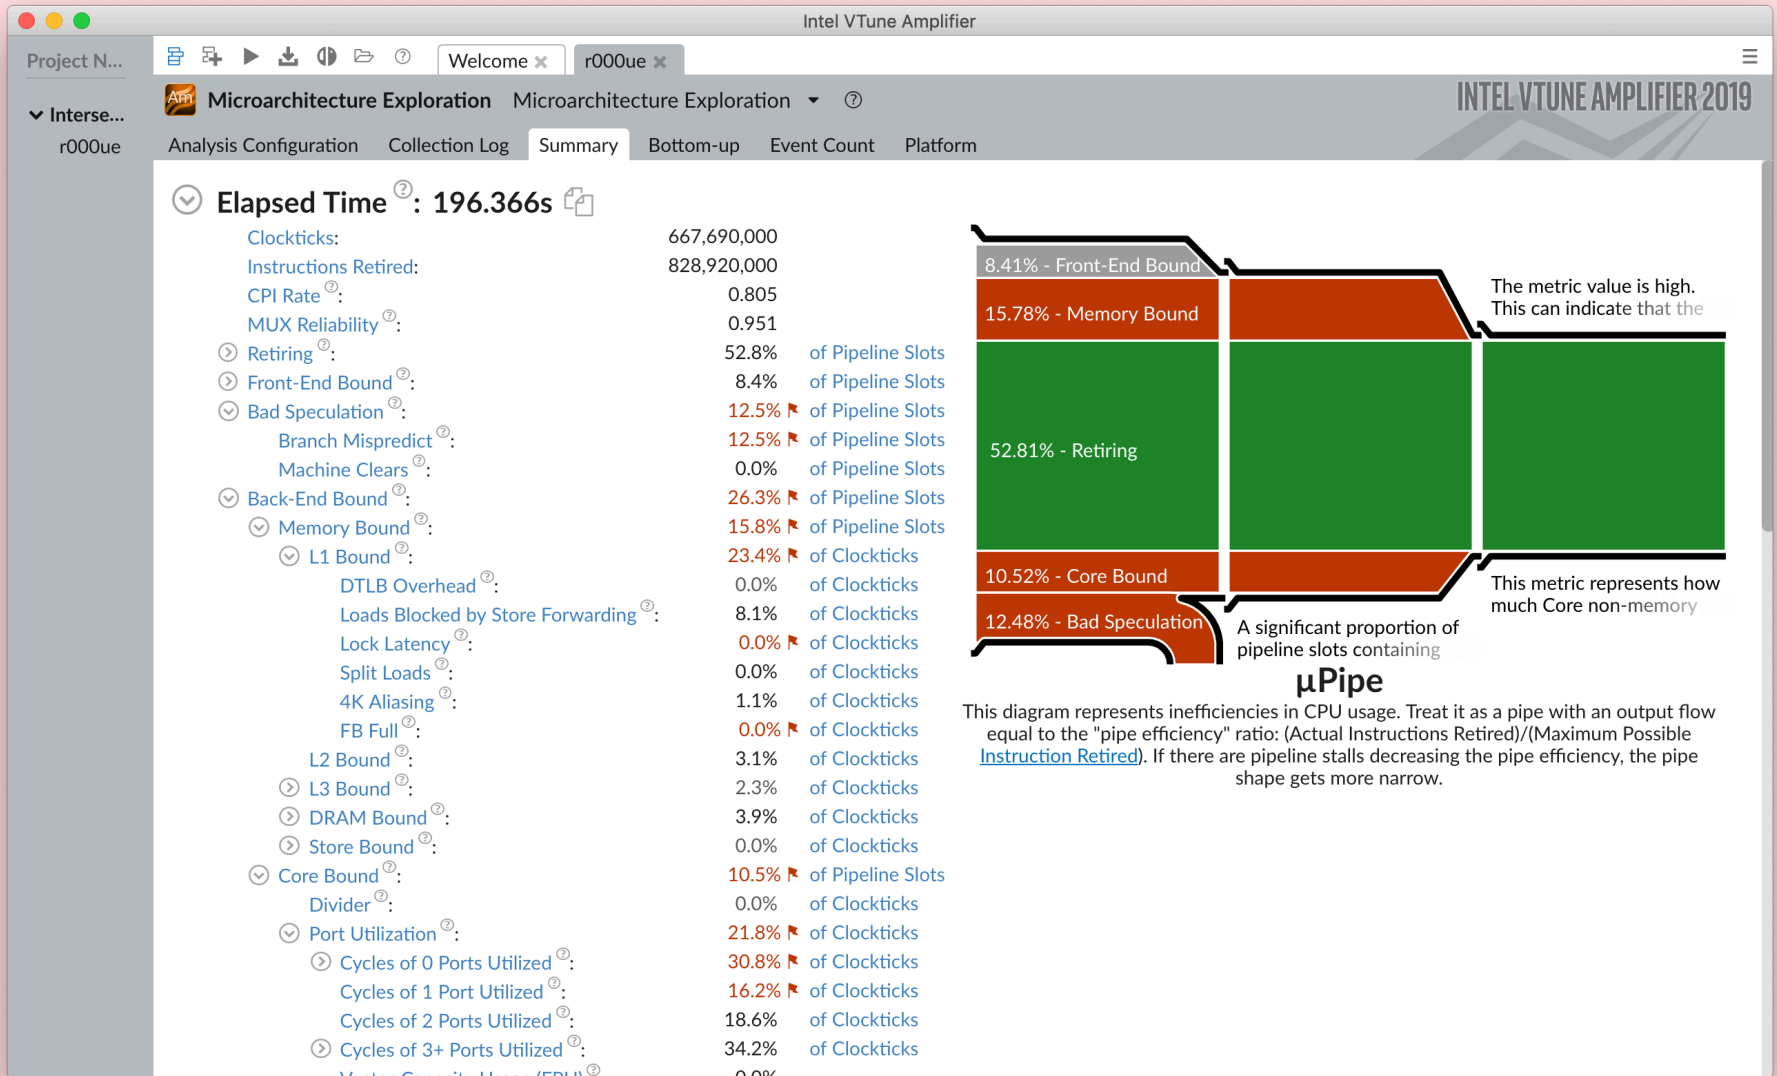 Intel VTune Amplifier
Project N...
Welcome
r000ue
Interse...
r000ue
Am
Microarchitecture Exploration Microarchitecture Exploration
INTEL VTUNE AMPLIFIER 2019
Analysis Configuration Collection Log Summary Bottom-up Event Count Platform
Elapsed Time ?: 196.366s
Clockticks: 667,690,000
Instructions Retired: 828,920,000
CPI Rate ?: 0.805
MUX Reliability ?: 0.951
Retiring ?: 52.8% of Pipeline Slots
Front-End Bound ?: 8.4% of Pipeline Slots
Bad Speculation ?: 12.5% of Pipeline Slots
Branch Mispredict ?: 12.5% of Pipeline Slots
Machine Clears ?: 0.0% of Pipeline Slots
Back-End Bound ?: 26.3% of Pipeline Slots
Memory Bound ?: 15.8% of Pipeline Slots
L1 Bound ?: 23.4% of Clockticks
DTLB Overhead ?: 0.0% of Clockticks
Loads Blocked by Store Forwarding ?: 8.1% of Clockticks
Lock Latency ?: 0.0% of Clockticks
Split Loads ?: 0.0% of Clockticks
4K Aliasing ?: 1.1% of Clockticks
FB Full ?: 0.0% of Clockticks
L2 Bound ?: 3.1% of Clockticks
L3 Bound ?: 2.3% of Clockticks
DRAM Bound ?: 3.9% of Clockticks
Store Bound ?: 0.0% of Clockticks
Core Bound ?: 10.5% of Pipeline Slots
Divider ?: 0.0% of Clockticks
Port Utilization ?: 21.8% of Clockticks
Cycles of 0 Ports Utilized ?: 30.8% of Clockticks
Cycles of 1 Port Utilized ?: 16.2% of Clockticks
Cycles of 2 Ports Utilized ?: 18.6% of Clockticks
Cycles of 3+ Ports Utilized ?: 34.2% of Clockticks
8.41% - Front-End Bound
15.78% - Memory Bound
52.81% - Retiring
10.52% - Core Bound
12.48% - Bad Speculation
The metric value is high.
This can indicate that the
This metric represents how
much Core non-memory
A significant proportion of
pipeline slots containing
µPipe
This diagram represents inefficiencies in CPU usage. Treat it as a pipe with an output flow
equal to the "pipe efficiency" ratio: (Actual Instructions Retired)/(Maximum Possible
Instruction Retired). If there are pipeline stalls decreasing the pipe efficiency, the pipe
shape gets more narrow.